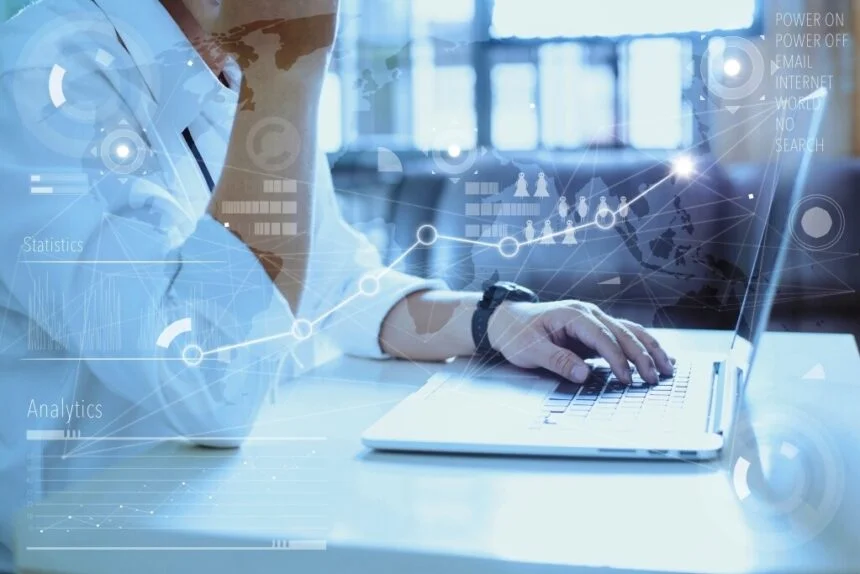 POWER ON
POWER OFF
EMAIL
INTERNET
WORLD
NO
SEARCH
Statistics
Analytics